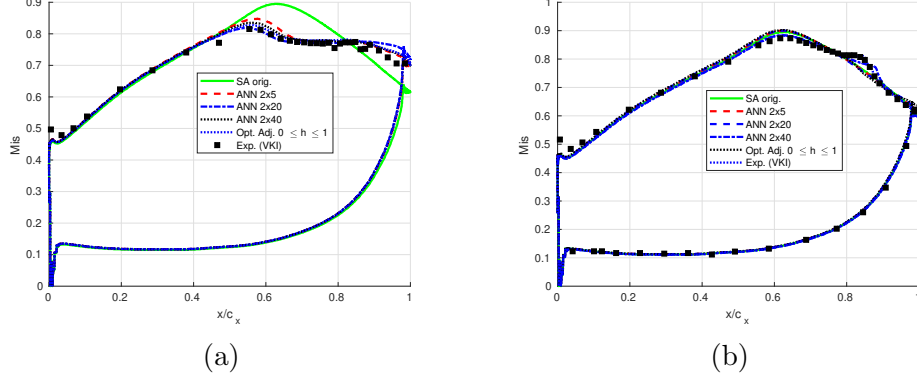 0.9
0.8
0.7
0.6
0.5
0.4
0.3
0.2
0.1
0
Mis
SA orig.
ANN 2x5
ANN 2x20
ANN 2x40
Opt. Adj. 0 ≤ h ≤ 1
Exp. (VKI)
0 0.2 0.4 0.6 0.8 1
x/c_x
(a)
1
0.9
0.8
0.7
0.6
0.5
0.4
0.3
0.2
0.1
0
Mis
SA orig.
ANN 2x5
ANN 2x20
ANN 2x40
Opt. Adj. 0 ≤ h ≤ 1
Exp. (VKI)
0 0.2 0.4 0.6 0.8 1
x/c_x
(b)